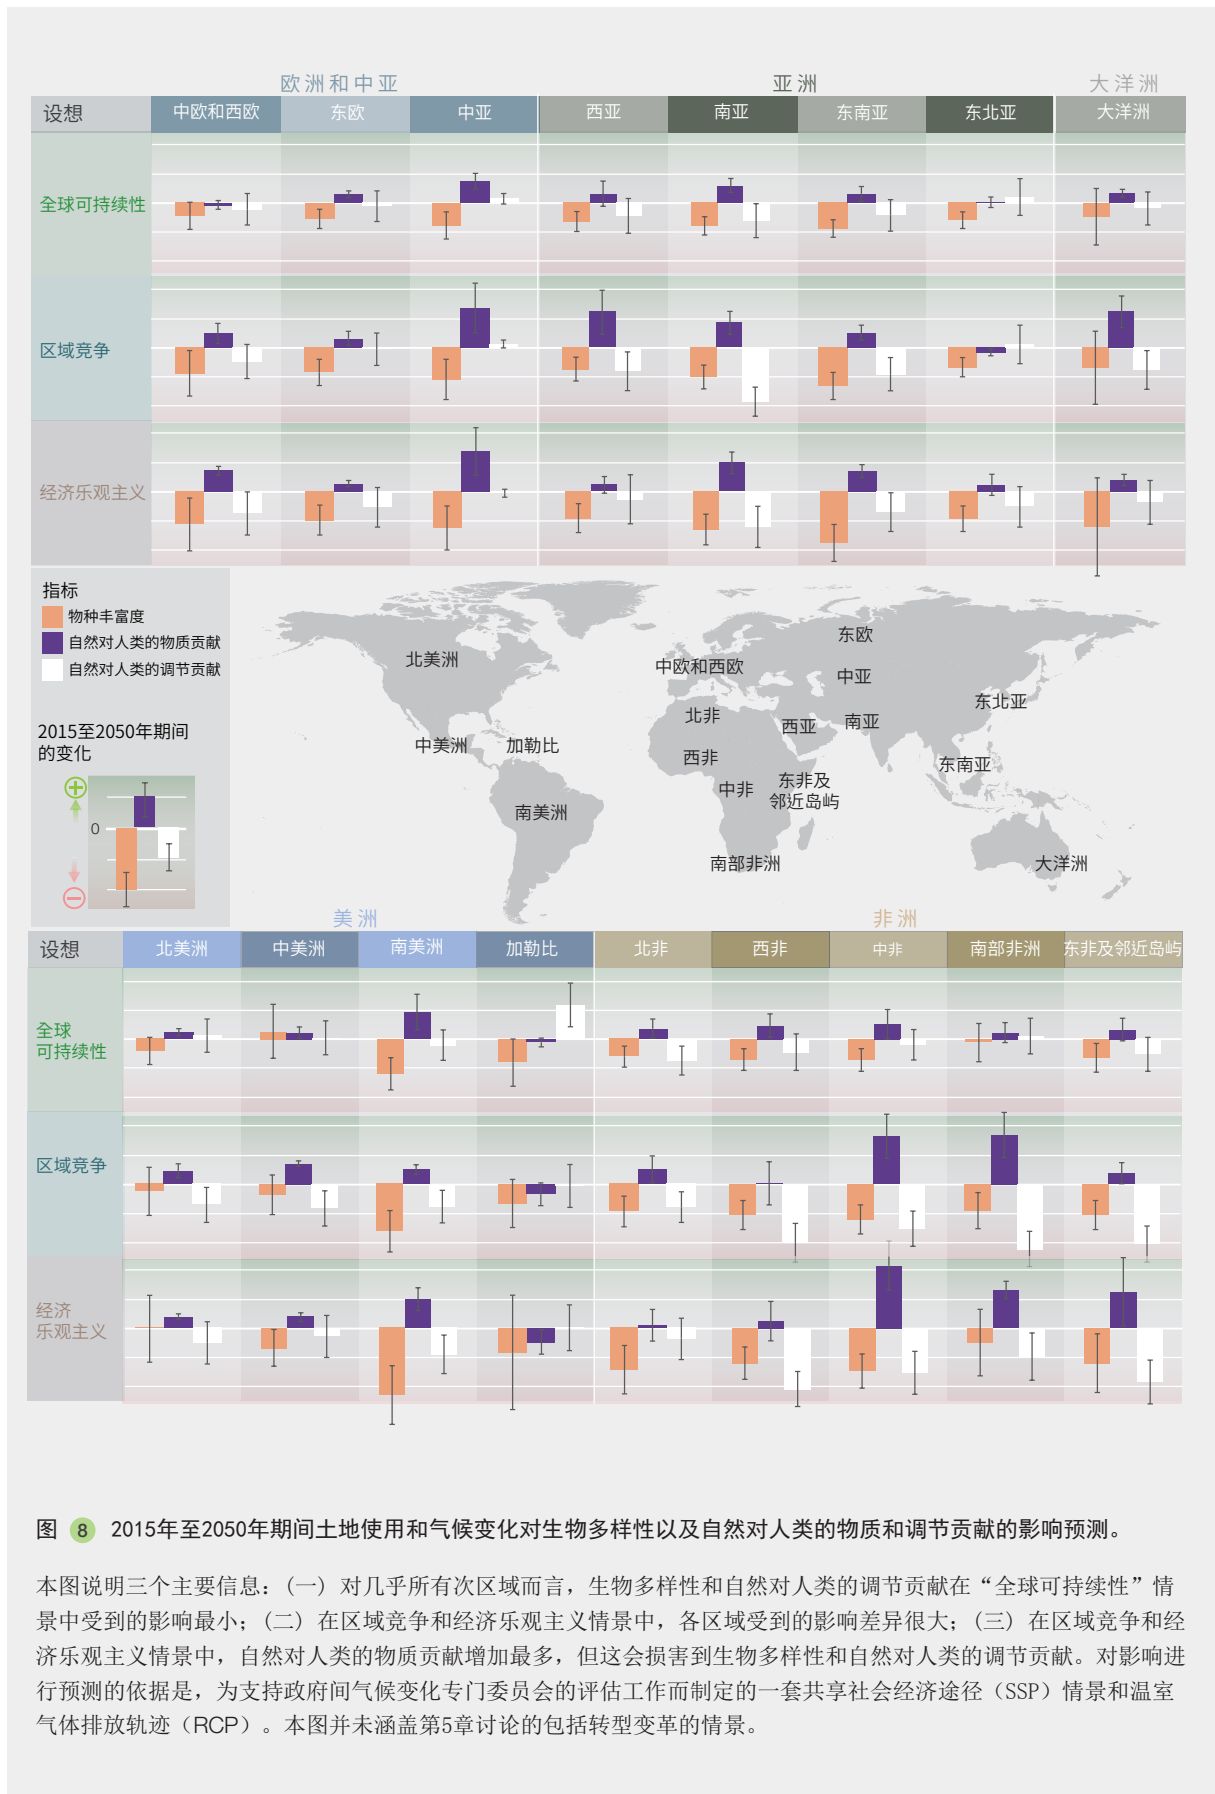 欧洲和中亚 亚洲 大洋洲
设想 中欧和西欧 东欧 中亚 西亚 南亚 东南亚 东北亚 大洋洲
全球可持续性
区域竞争
经济乐观主义
指标
物种丰富度
自然对人类的物质贡献
自然对人类的调节贡献
2015至2050年期间
的变化
0
东欧
北美洲
中欧和西欧
中亚
东北亚
北非
西亚
南亚
中美洲
加勒比
西非
东南亚
中非
东非及
邻近岛屿
南美洲
南部非洲
大洋洲
美洲 非洲
设想 北美洲 中美洲 南美洲 加勒比 北非 西非 中非 南部非洲 东非及邻近岛屿
全球
可持续性
区域竞争
经济
乐观主义
图 8 2015年至2050年期间土地使用和气候变化对生物多样性以及自然对人类的物质和调节贡献的影响预测。
本图说明三个主要信息：(一) 对几乎所有次区域而言，生物多样性和自然对人类的调节贡献在“全球可持续性”情
景中受到的影响最小；(二) 在区域竞争和经济乐观主义情景中，各区域受到的影响差异很大；(三) 在区域竞争和经
济乐观主义情景中，自然对人类的物质贡献增加最多，但这会损害到生物多样性和自然对人类的调节贡献。对影响进
行预测的依据是，为支持政府间气候变化专门委员会的评估工作而制定的一套共享社会经济途径（SSP）情景和温室
气体排放轨迹（RCP）。本图并未涵盖第5章讨论的包括转型变革的情景。